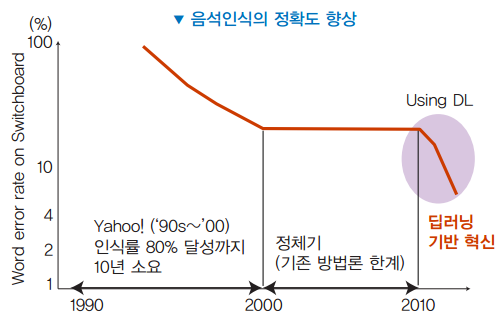 ▼ 음석인식의 정확도 향상
(%)
100
10
4
2
1
Word error rate on Switchboard
Using DL
딥러닝
기반 혁신
Yahoo! (‘90s~’00)
인식률 80% 달성까지
10년 소요
정체기
(기존 방법론 한계)
1990
2000
2010